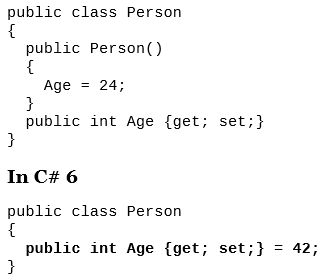 public class Person
{
  public Person()
  {
    Age = 24;
  }
  public int Age {get; set;}
}
In C# 6
public class Person
{
  public int Age {get; set;} = 42;
}